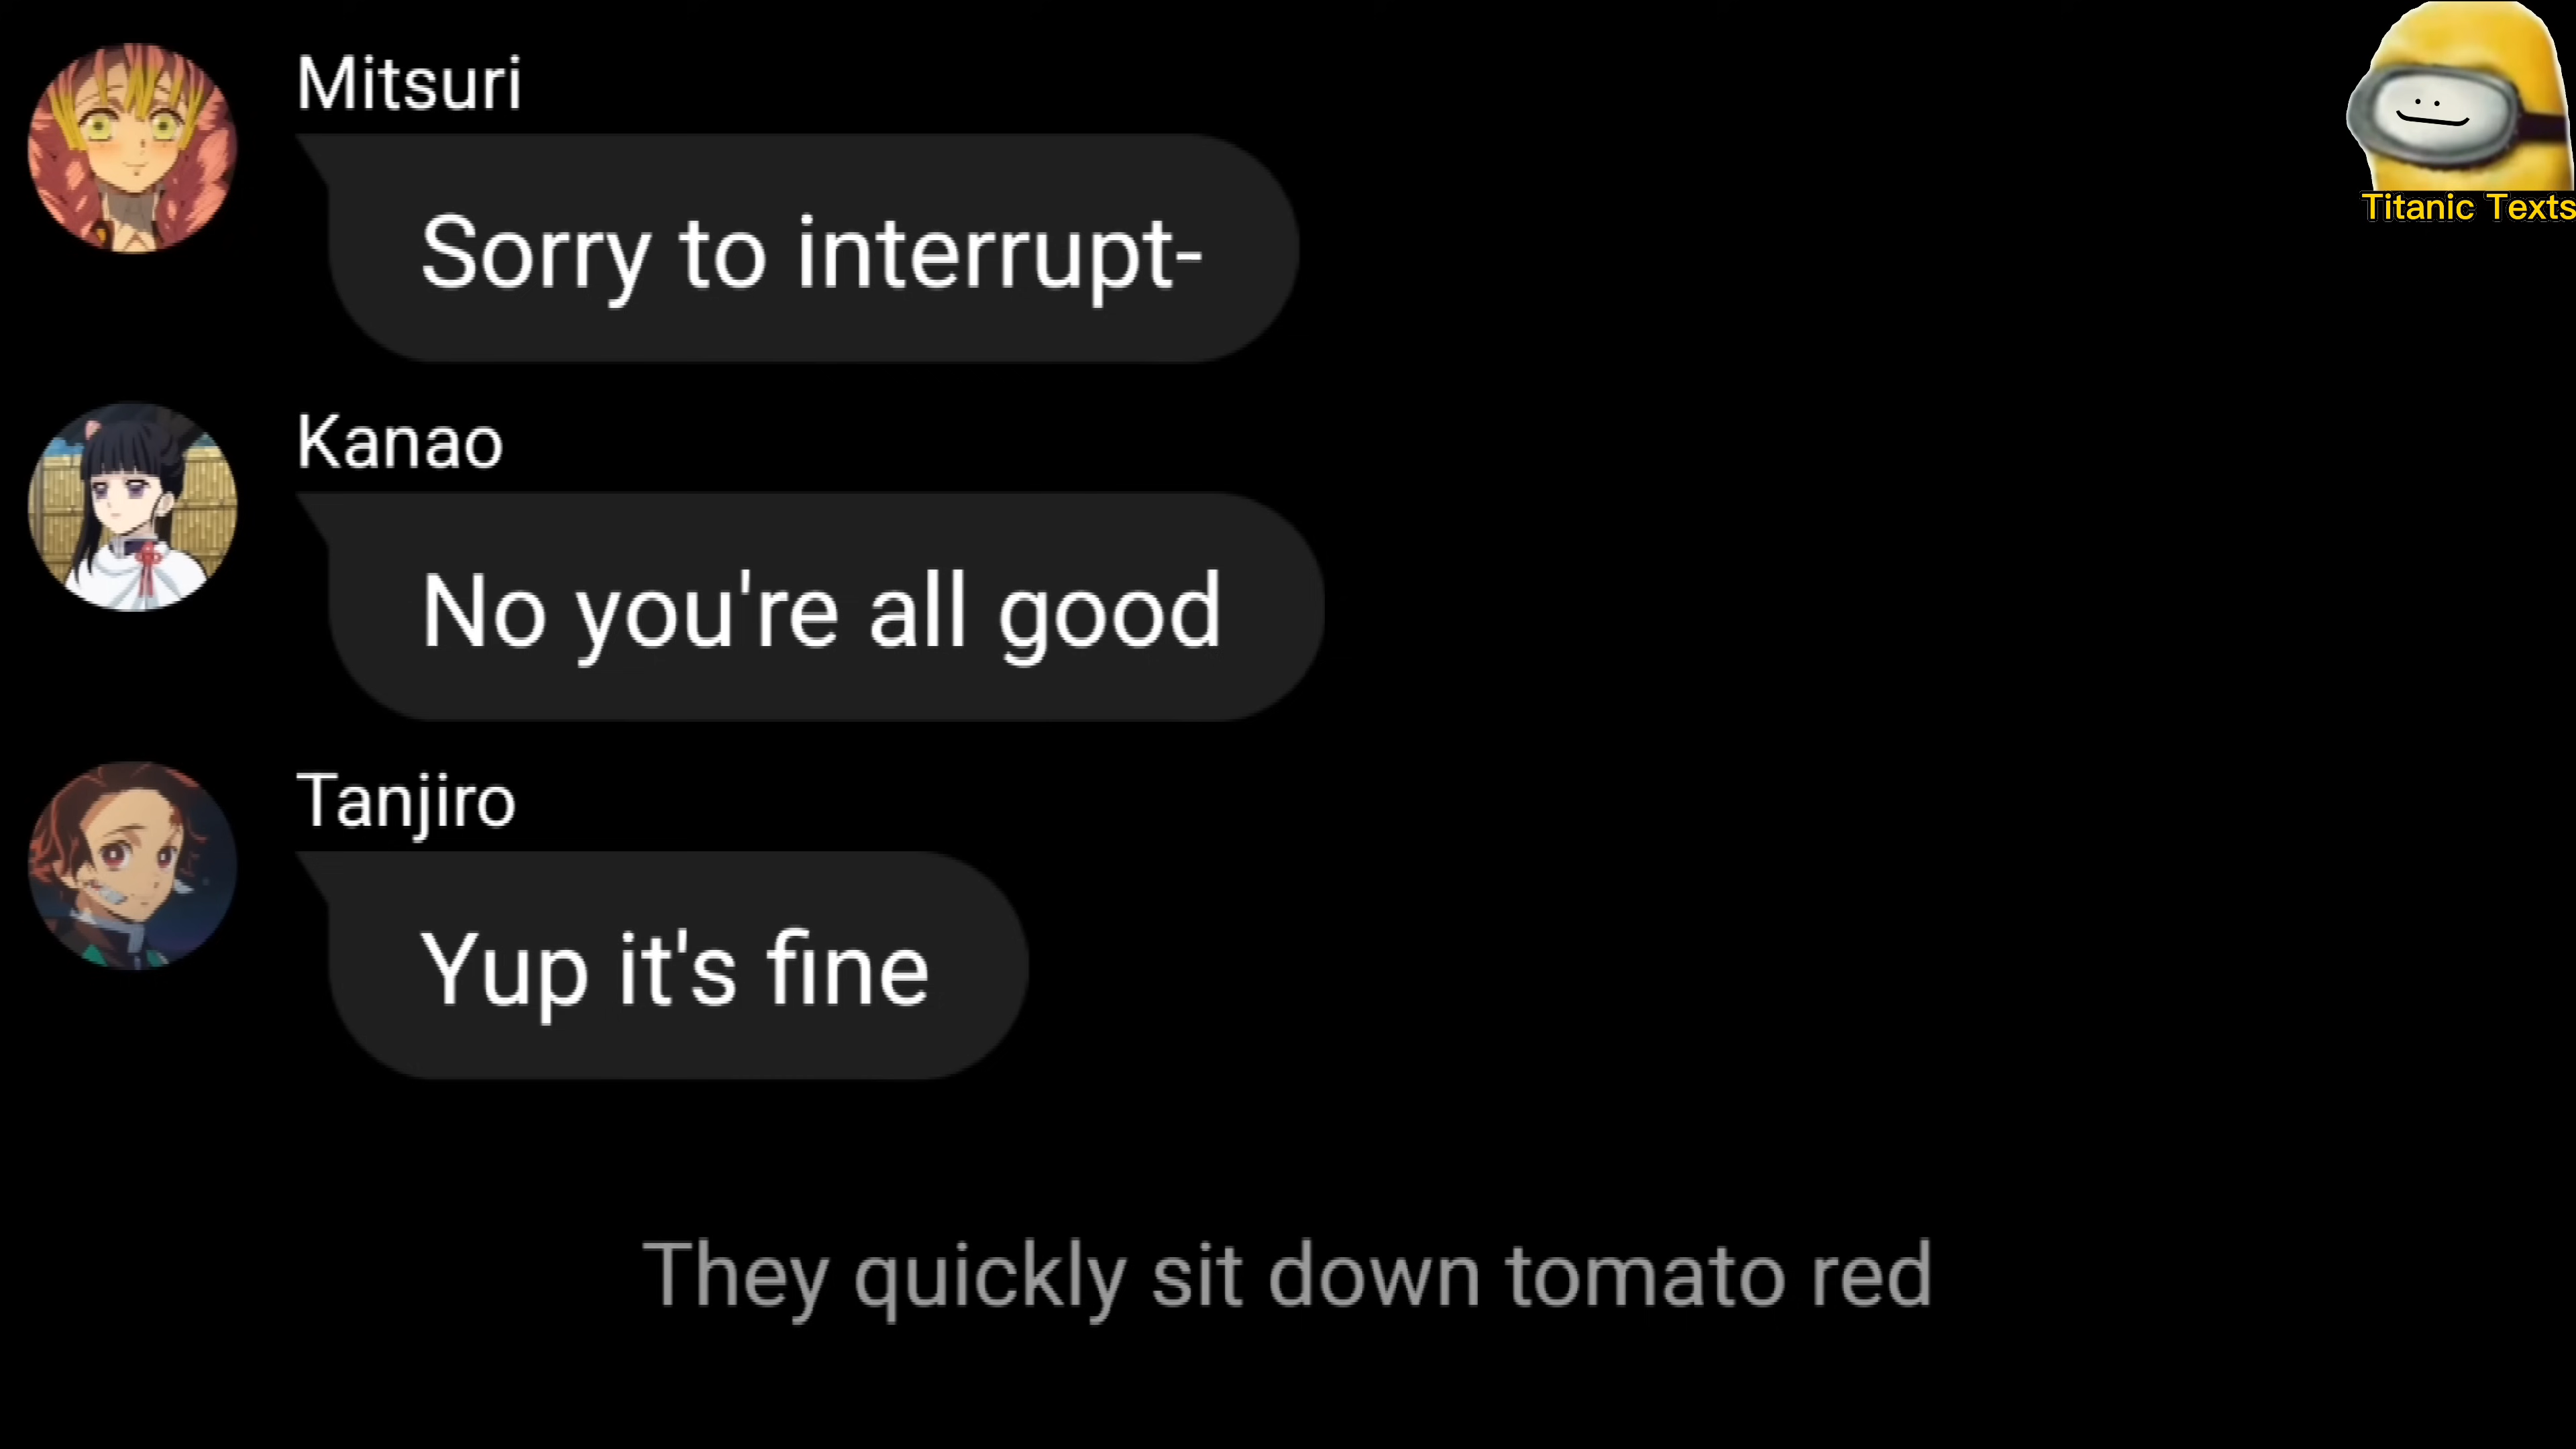 Mitsuri
Titanic Texts
Sorry to interrupt-
Kanao
No you're all good
Tanjiro
Yup it's fine
They quickly sit down tomato red